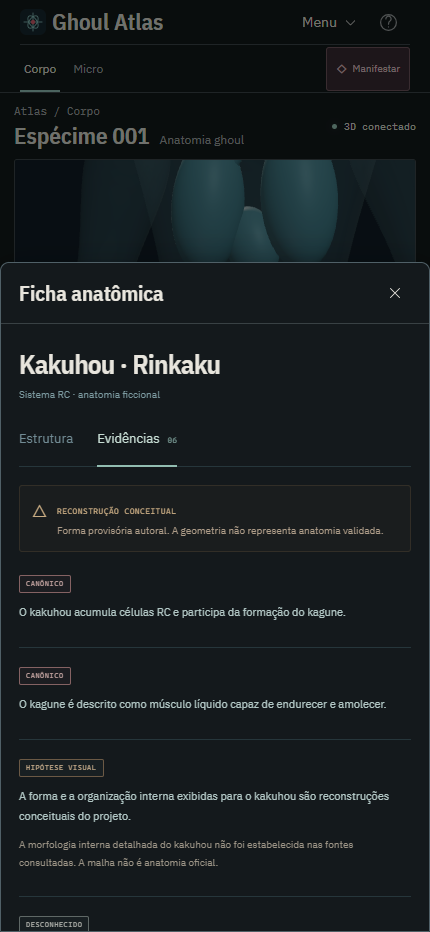 Ghoul Atlas
Menu
Corpo
Micro
Manifestar
Atlas / Corpo
Espécime 001 Anatomia ghoul
3D conectado
Ficha anatômica
Kakuhou · Rinkaku
Sistema RC · anatomia ficcional
Estrutura
Evidências 06
RECONSTRUÇÃO CONCEITUAL
Forma provisória autoral. A geometria não representa anatomia validada.
CANÔNICO
O kakuhou acumula células RC e participa da formação do kagune.
CANÔNICO
O kagune é descrito como músculo líquido capaz de endurecer e amolecer.
HIPÓTESE VISUAL
A forma e a organização interna exibidas para o kakuhou são reconstruções
conceituais do projeto.
A morfologia interna detalhada do kakuhou não foi estabelecida nas fontes
consultadas. A malha não é anatomia oficial.
DESCONHECIDO